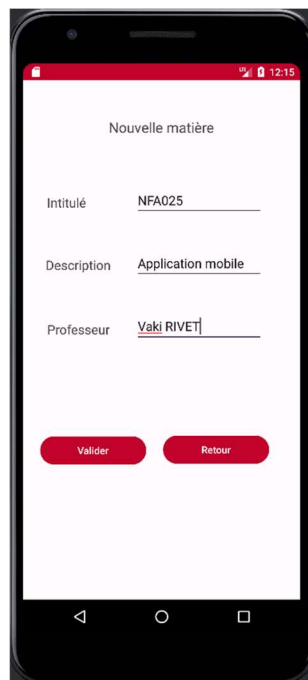 12:15
Nouvelle matière
Intitulé NFA025
Description Application mobile
Professeur Vaki RIVET
Valider Retour